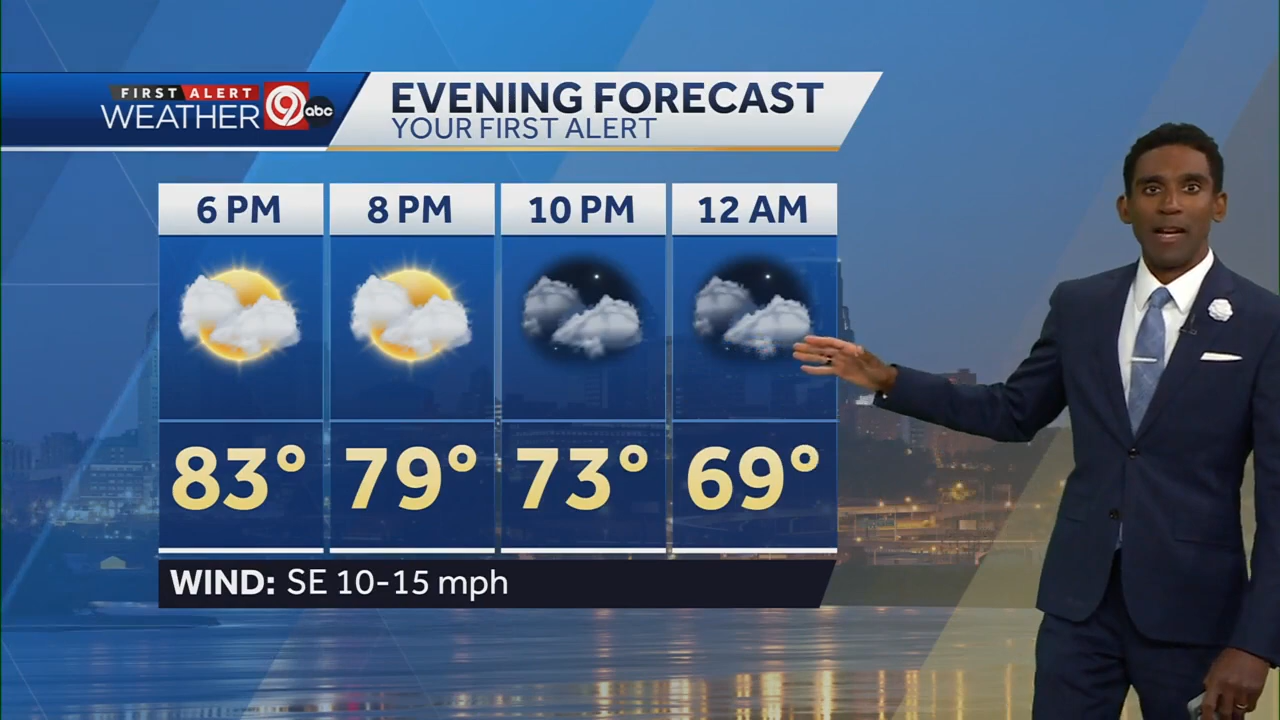 FIRST ALERT
WEATHER 9 abc
EVENING FORECAST
YOUR FIRST ALERT
6 PM 8 PM 10 PM 12 AM
83° 79° 73° 69°
WIND: SE 10-15 mph